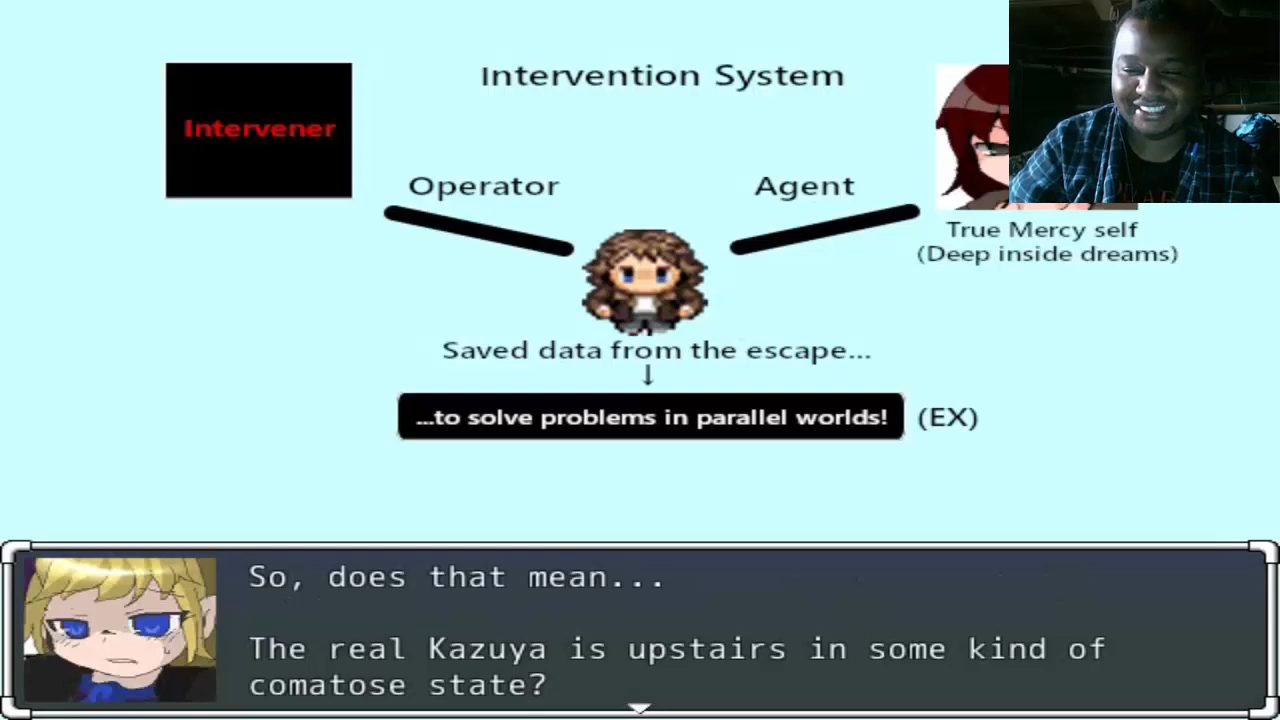 Intervention System
Intervener
Operator
Agent
True Mercy self
(Deep inside dreams)
Saved data from the escape...
↓
...to solve problems in parallel worlds! (EX)
So, does that mean...
The real Kazuya is upstairs in some kind of
comatose state?